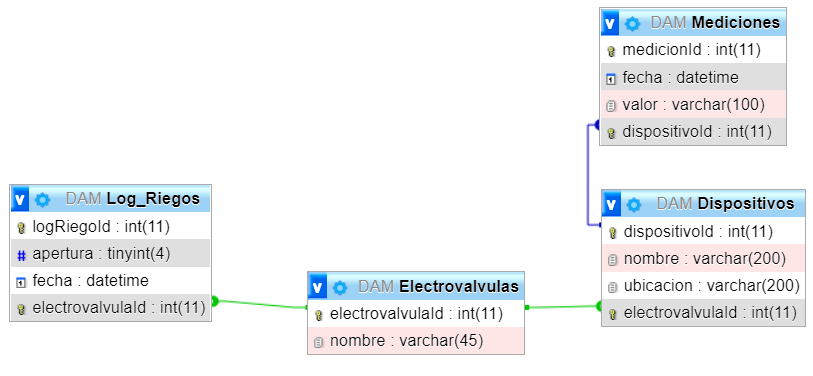 DAM Mediciones
medicionId : int(11)
fecha : datetime
valor : varchar(100)
dispositivoId : int(11)
DAM Log_Riegos
logRiegoId : int(11)
apertura : tinyint(4)
fecha : datetime
electrovalvulaId : int(11)
DAM Electrovalvulas
electrovalvulaId : int(11)
nombre : varchar(45)
DAM Dispositivos
dispositivoId : int(11)
nombre : varchar(200)
ubicacion : varchar(200)
electrovalvulaId : int(11)